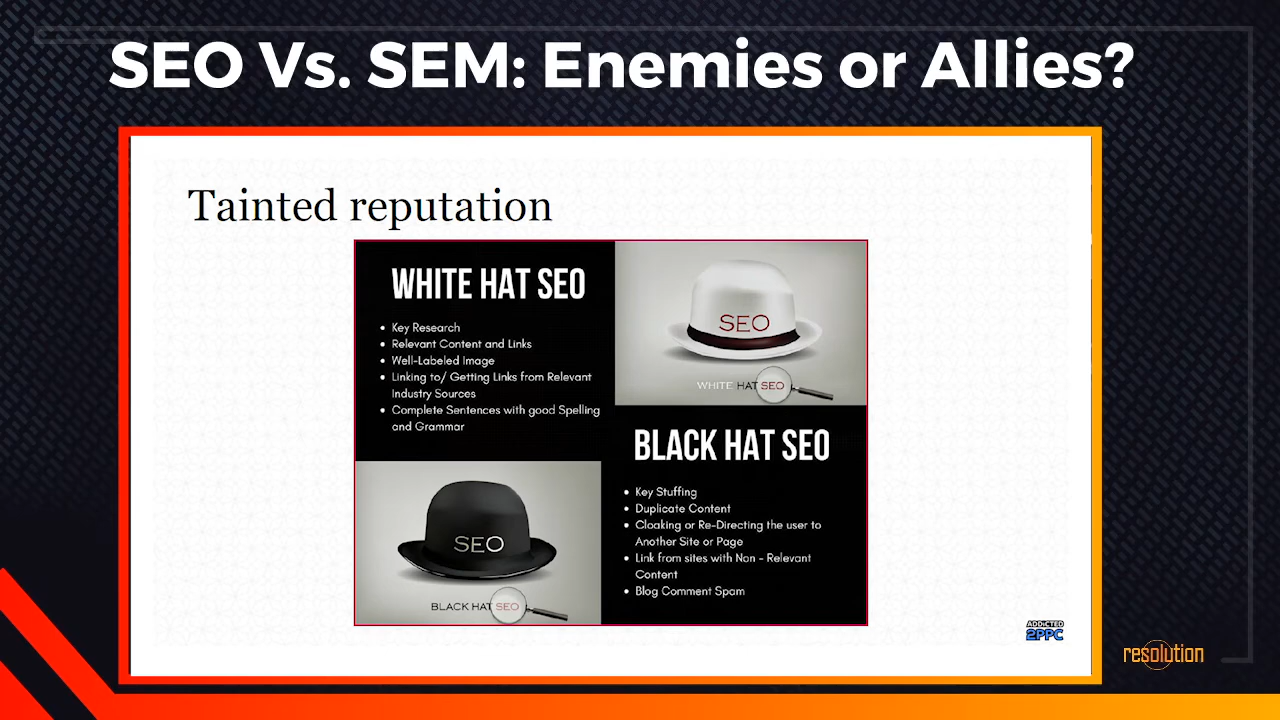 SEO Vs. SEM: Enemies or Allies?
Tainted reputation
WHITE HAT SEO
• Key Research
• Relevant Content and Links
• Well-Labeled Image
• Linking to/ Getting Links from Relevant
Industry Sources
• Complete Sentences with good Spelling
and Grammar
SEO
WHITE HAT SEO
SEO
BLACK HAT SEO
BLACK HAT SEO
• Key Stuffing
• Duplicate Content
• Cloaking or Re-Directing the user to
Another Site or Page
• Link from sites with Non - Relevant
Content
• Blog Comment Spam
ADDICTED
2PPC
resolution